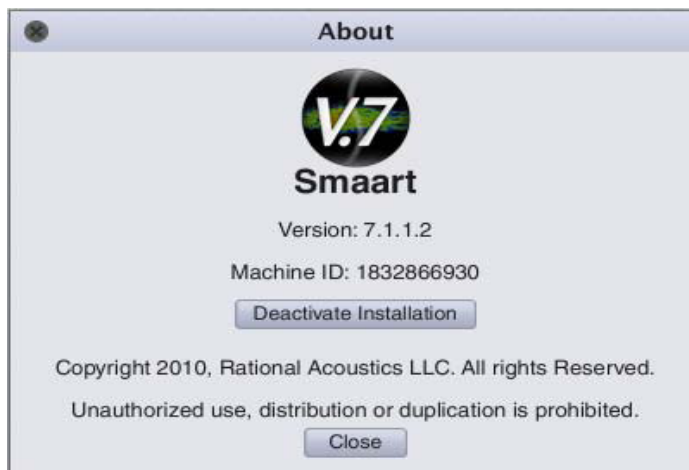 About
V.7
Smaart
Version: 7.1.1.2
Machine ID: 1832866930
Deactivate Installation
Copyright 2010, Rational Acoustics LLC. All rights Reserved.
Unauthorized use, distribution or duplication is prohibited.
Close